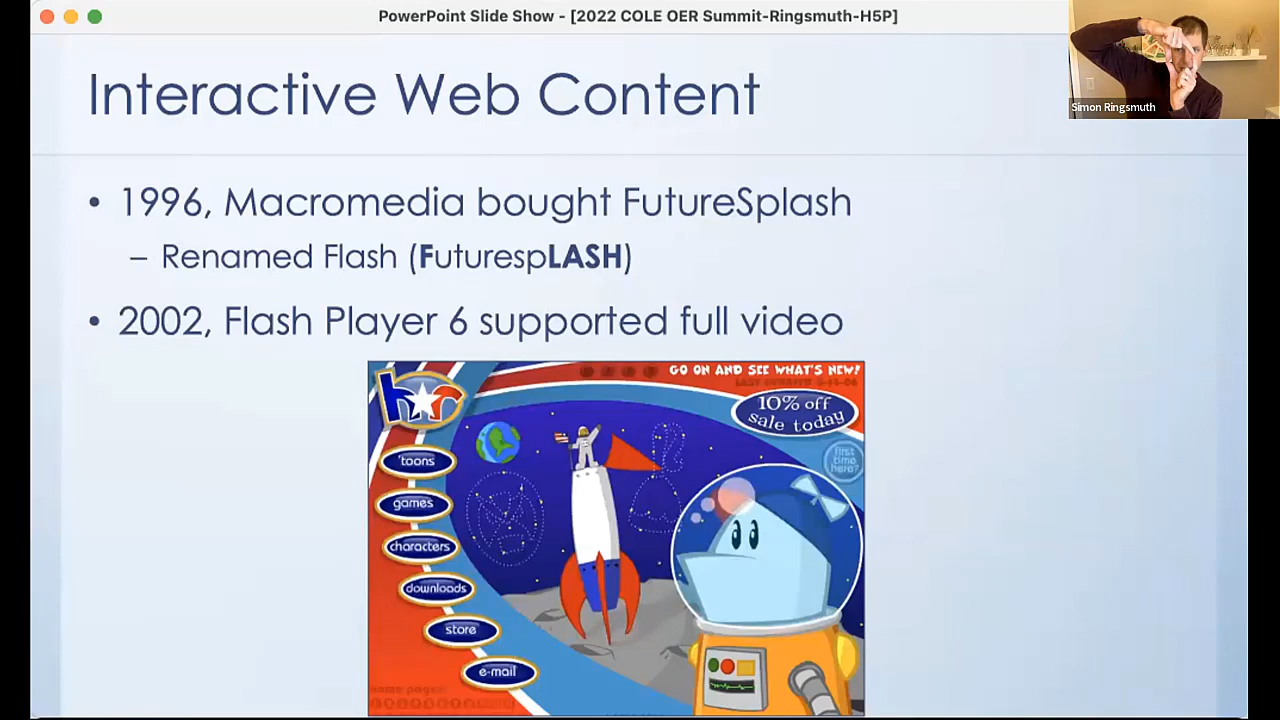 PowerPoint Slide Show - [2022 COLE OER Summit-Ringsmuth-H5P]
Simon Ringsmuth
Interactive Web Content
• 1996, Macromedia bought FutureSplash
– Renamed Flash (FuturespLASH)
• 2002, Flash Player 6 supported full video
GO ON AND SEE WHAT'S NEW!
hr
10% off
sale today
first
time
here?
'toons
games
characters
downloads
store
e-mail